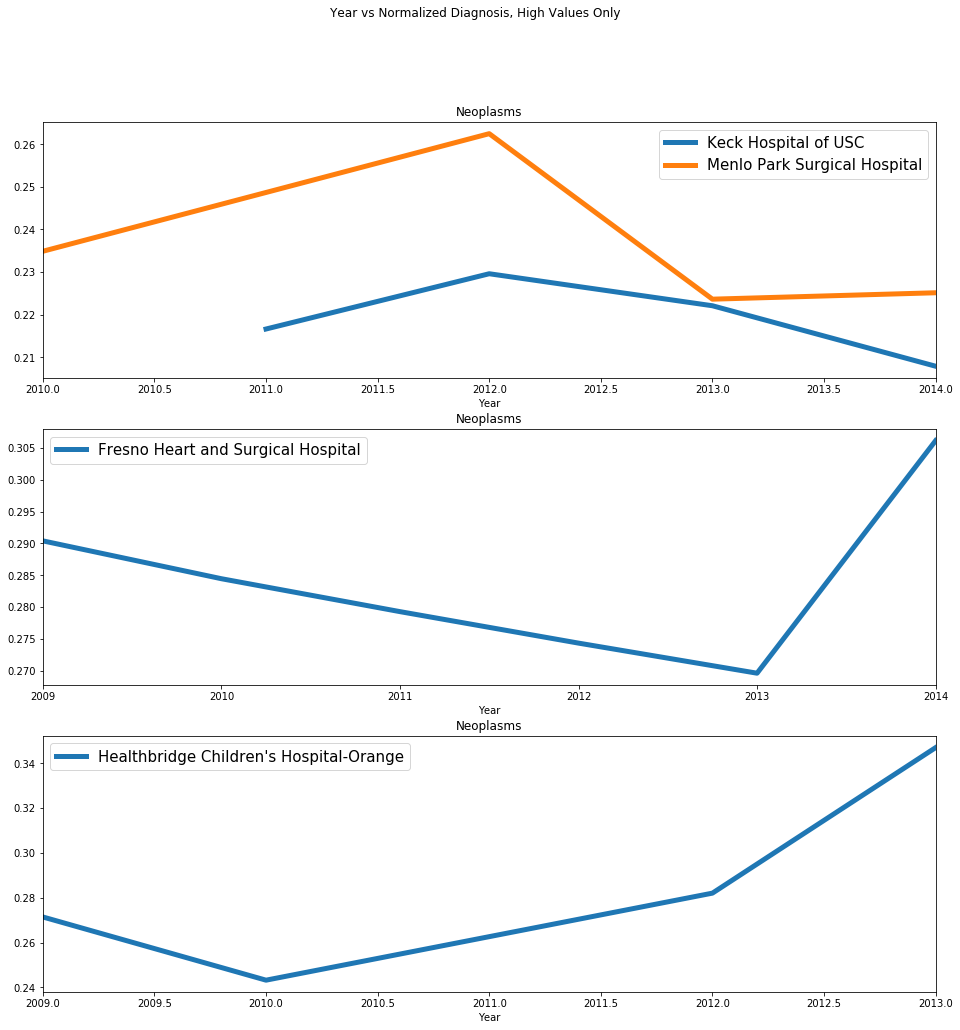 Year vs Normalized Diagnosis, High Values Only
Neoplasms
0.26
0.25
0.24
0.23
0.22
0.21
Keck Hospital of USC
Menlo Park Surgical Hospital
2010.0 2010.5 2011.0 2011.5 2012.0 2012.5 2013.0 2013.5 2014.0
Year
Neoplasms
0.305
0.300
0.295
0.290
0.285
0.280
0.275
0.270
Fresno Heart and Surgical Hospital
2009 2010 2011 2012 2013 2014
Year
Neoplasms
0.34
0.32
0.30
0.28
0.26
0.24
Healthbridge Children's Hospital-Orange
2009.0 2009.5 2010.0 2010.5 2011.0 2011.5 2012.0 2012.5 2013.0
Year